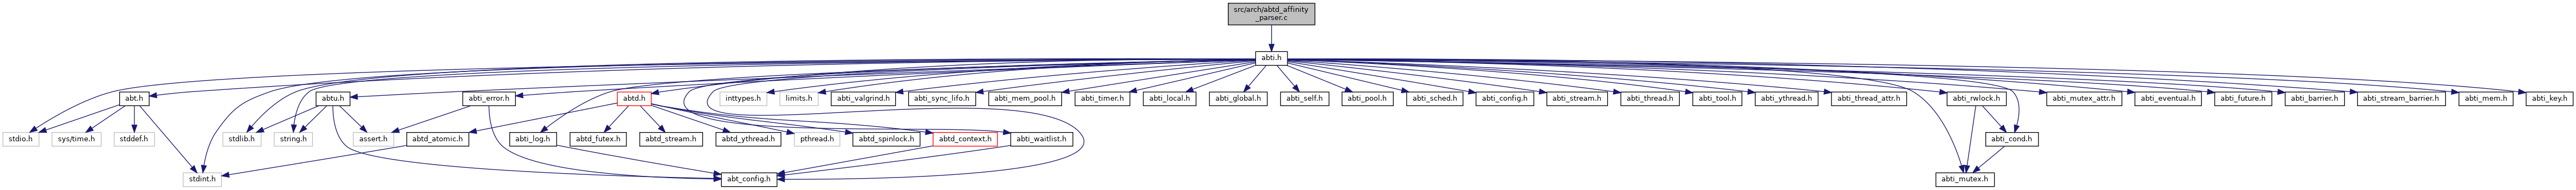 src/arch/abtd_affinity
_parser.c
abti.h
abt.h
abtu.h
abti_error.h
abtd.h
inttypes.h
limits.h
abti_valgrind.h
abti_sync_lifo.h
abti_mem_pool.h
abti_timer.h
abti_local.h
abti_global.h
abti_self.h
abti_pool.h
abti_sched.h
abti_config.h
abti_stream.h
abti_thread.h
abti_tool.h
abti_ythread.h
abti_thread_attr.h
abti_rwlock.h
abti_mutex_attr.h
abti_eventual.h
abti_future.h
abti_barrier.h
abti_stream_barrier.h
abti_mem.h
abti_key.h
stdio.h
sys/time.h
stddef.h
stdlib.h
string.h
assert.h
abtd_atomic.h
abti_log.h
abtd_futex.h
abtd_stream.h
abtd_ythread.h
pthread.h
abtd_spinlock.h
abtd_context.h
abti_waitlist.h
abti_cond.h
stdint.h
abt_config.h
abti_mutex.h